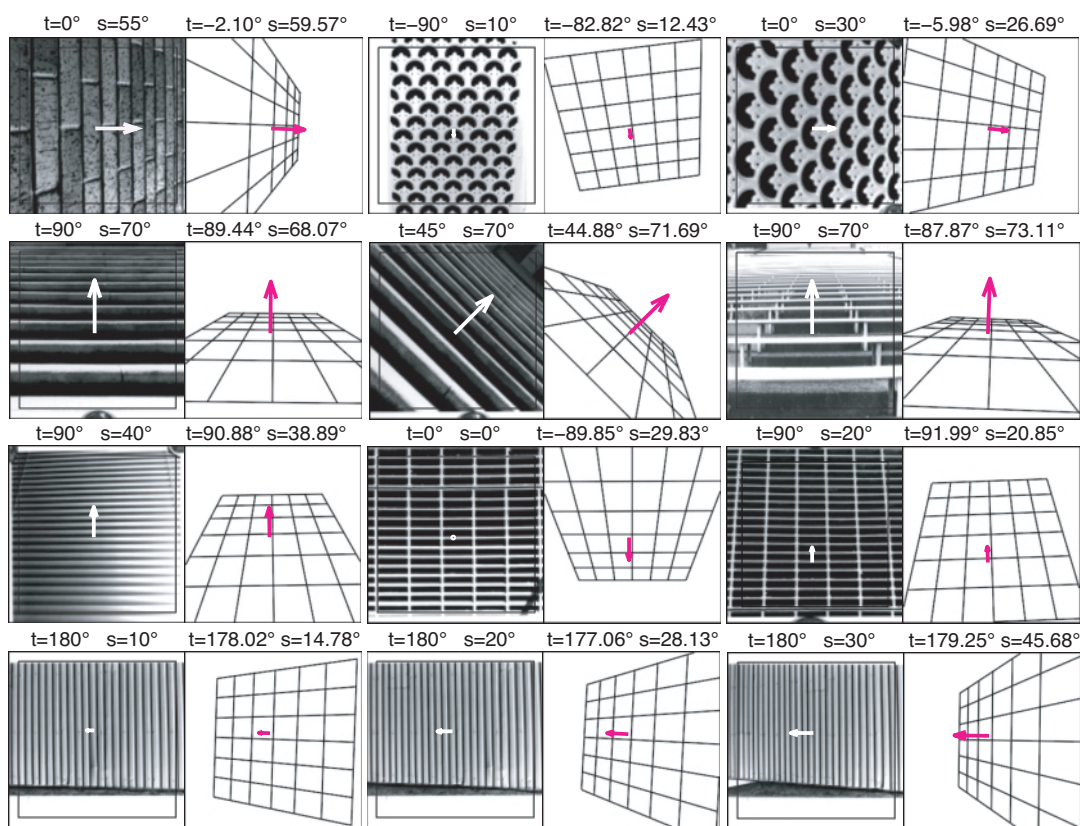 t=0° s=55° t=−2.10° s=59.57° t=−90° s=10° t=−82.82° s=12.43° t=0° s=30° t=−5.98° s=26.69°
t=90° s=70° t=89.44° s=68.07° t=45° s=70° t=44.88° s=71.69° t=90° s=70° t=87.87° s=73.11°
t=90° s=40° t=90.88° s=38.89° t=0° s=0° t=−89.85° s=29.83° t=90° s=20° t=91.99° s=20.85°
t=180° s=10° t=178.02° s=14.78° t=180° s=20° t=177.06° s=28.13° t=180° s=30° t=179.25° s=45.68°